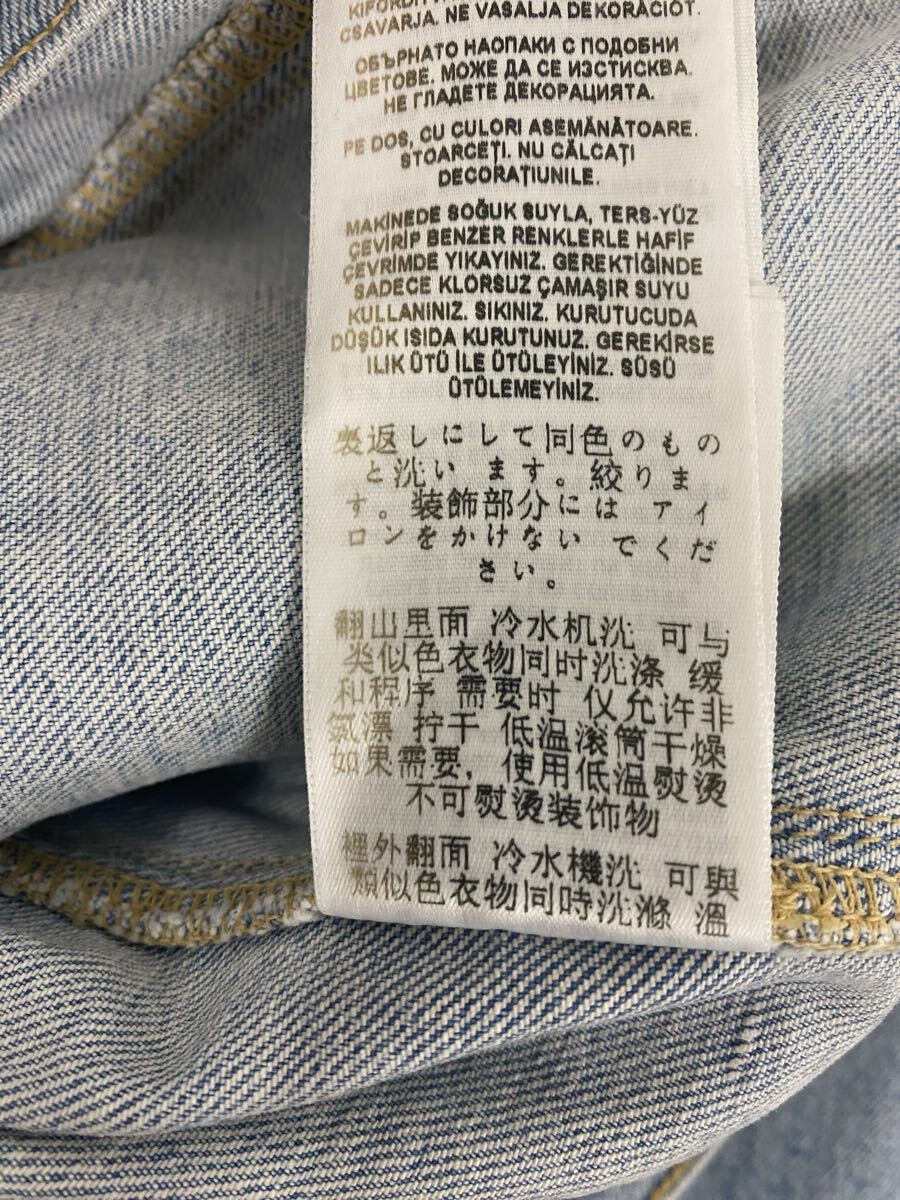 KIFORDÍT
CSAVARJA. NE VASALJA DEKORÁCIÓT.
ОБЪРНАТО НАОПАКИ С ПОДОБНИ
ЦВЕТОВЕ. МОЖЕ ДА СЕ ИЗСТИСКВА.
НЕ ГЛАДЕТЕ ДЕКОРАЦИЯТА.
PE DOS, CU CULORI ASEMĂNĂTOARE.
STOARCEȚI. NU CĂLCAȚI
DECORAȚIUNILE.
MAKİNEDE SOĞUK SUYLA, TERS-YÜZ
ÇEVİRİP BENZER RENKLERLE HAFİF
ÇEVRİMDE YIKAYINIZ. GEREKTİĞİNDE
SADECE KLORSUZ ÇAMAŞIR SUYU
KULLANINIZ. SIKINIZ. KURUTUCUDA
DÜŞÜK ISIDA KURUTUNUZ. GEREKİRSE
ILIK ÜTÜ İLE ÜTÜLEYİNİZ. SÜSÜ
ÜTÜLEMEYİNİZ.
裏返しにして同色のもの
と洗い ます。絞りま
す。装飾部分には アイ
ロンをかけない でくだ
さい。
翻出里面 冷水机洗 可与
类似色衣物同时洗涤 缓
和程序 需要时 仅允许非
氯漂 拧干 低温滚筒干燥
如果需要, 使用低温熨烫
不可熨烫装饰物
裡外翻面 冷水機洗 可與
類似色衣物同時洗滌 溫